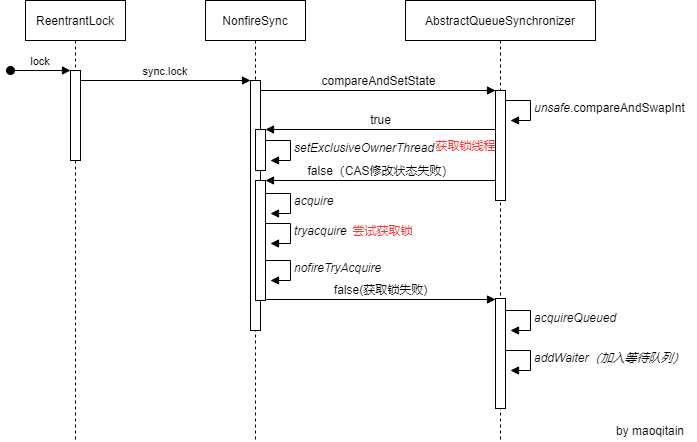 ReentrantLock
NonfireSync
AbstractQueueSynchronizer
lock
sync.lock
compareAndSetState
unsafe.compareAndSwapInt
true
setExclusiveOwnerThread获取锁线程
false（CAS修改状态失败）
acquire
tryacquire 尝试获取锁
nofireTryAcquire
false(获取锁失败)
acquireQueued
addWaiter（加入等待队列）
by maoqitain